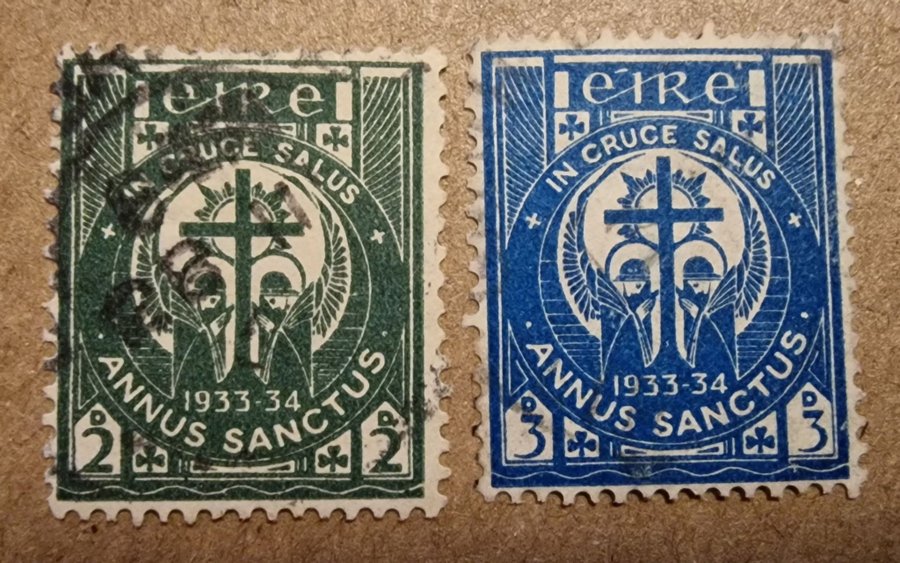 éire
IN CRUCE SALUS
1933-34
ANNUS SANCTUS
D D
2 2
éire
IN CRUCE SALUS
1933-34
· ANNUS SANCTUS ·
D D
3 3